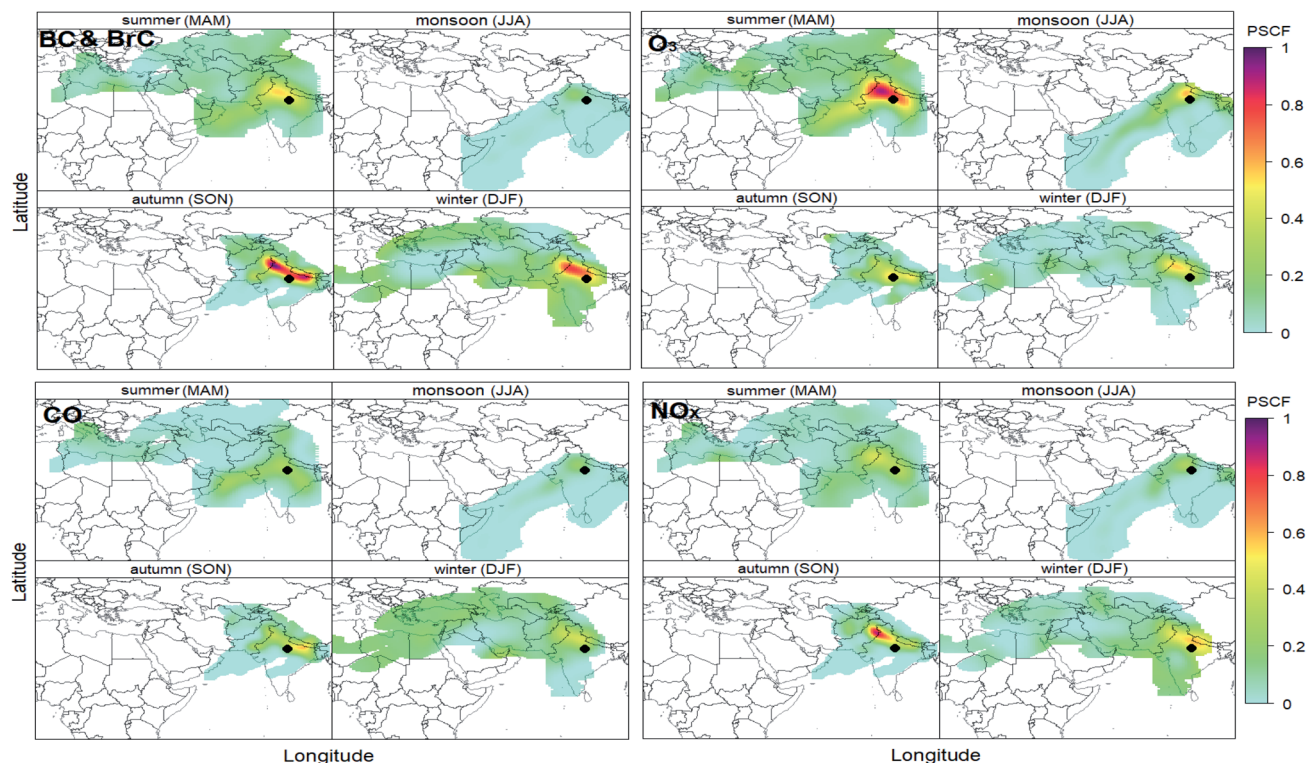 summer (MAM)
monsoon (JJA)
BC & BrC
autumn (SON)
winter (DJF)
summer (MAM)
monsoon (JJA)
O₃
autumn (SON)
winter (DJF)
PSCF
1
0.8
0.6
0.4
0.2
0
Latitude
summer (MAM)
monsoon (JJA)
CO
autumn (SON)
winter (DJF)
summer (MAM)
monsoon (JJA)
NOₓ
autumn (SON)
winter (DJF)
PSCF
1
0.8
0.6
0.4
0.2
0
Latitude
Longitude
Longitude